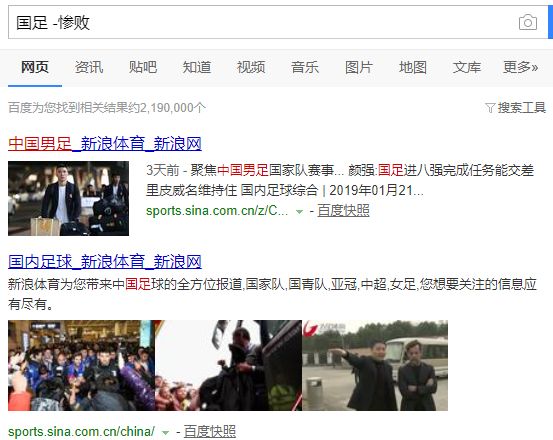 国足 -惨败
网页 资讯 贴吧 知道 视频 音乐 图片 地图 文库 更多»
百度为您找到相关结果约2,190,000个 搜索工具
中国男足_新浪体育_新浪网
3天前 - 聚焦中国男足国家队赛事... 颜强:国足进八强完成任务能交差
里皮威名维持住 国内足球综合 | 2019年01月21...
sports.sina.com.cn/z/C... - 百度快照
国内足球_新浪体育_新浪网
新浪体育为您带来中国足球的全方位报道,国家队,国青队,亚冠,中超,女足,您想要关注的信息应
有尽有。
sports.sina.com.cn/china/ - 百度快照